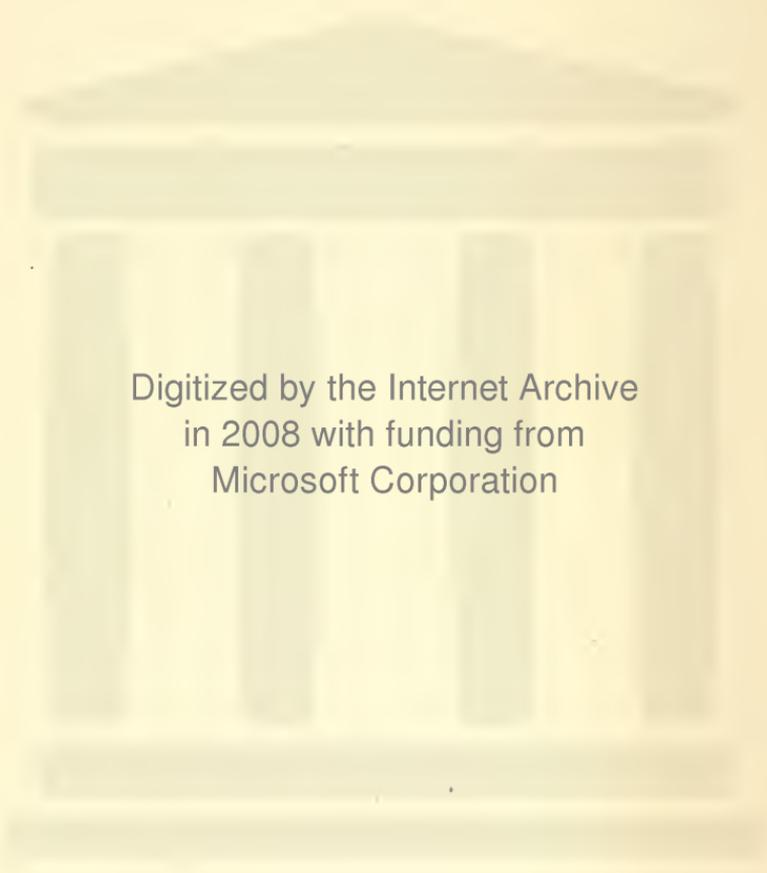 Digitized by the Internet Archive
in 2008 with funding from
Microsoft Corporation